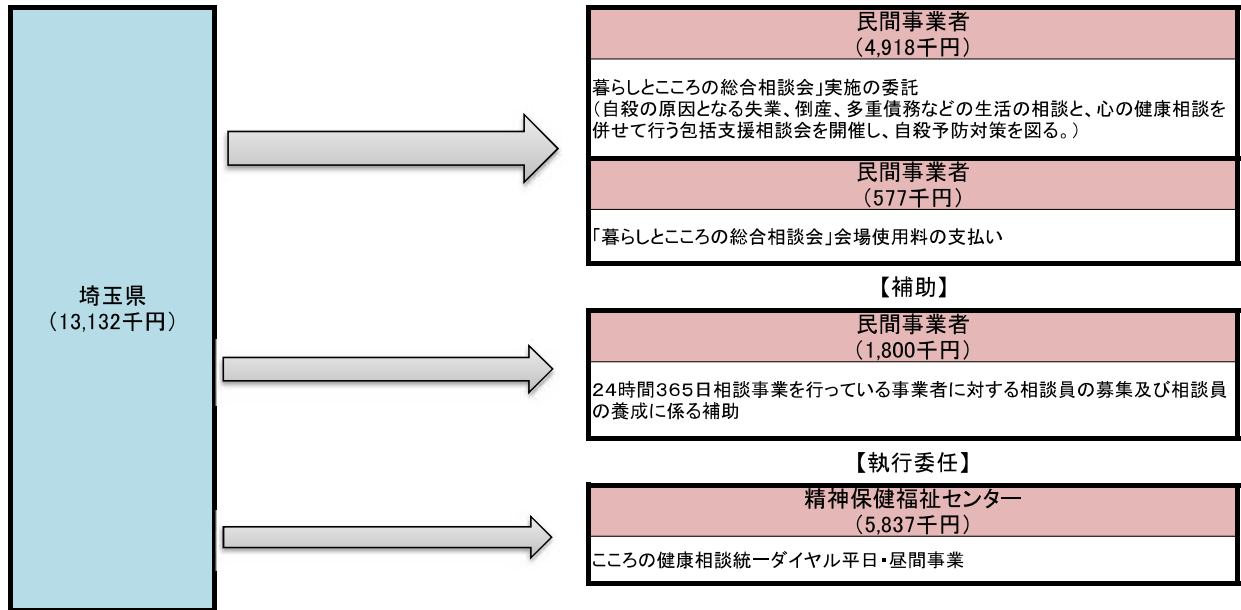 埼玉県
（13,132千円）
民間事業者
（4,918千円）
暮らしとこころの総合相談会」実施の委託
（自殺の原因となる失業、倒産、多重債務などの生活の相談と、心の健康相談を
併せて行う包括支援相談会を開催し、自殺予防対策を図る。）
民間事業者
（577千円）
「暮らしとこころの総合相談会」会場使用料の支払い
【補助】
民間事業者
（1,800千円）
２４時間３６５日相談事業を行っている事業者に対する相談員の募集及び相談員
の養成に係る補助
【執行委任】
精神保健福祉センター
（5,837千円）
こころの健康相談統一ダイヤル平日・昼間事業